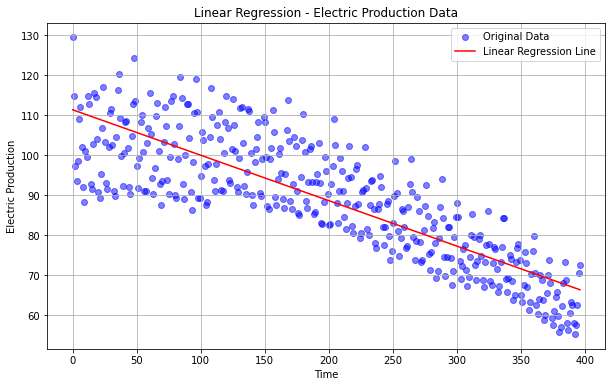 Linear Regression - Electric Production Data
Original Data
Linear Regression Line
Electric Production
130
120
110
100
90
80
70
60
0 50 100 150 200 250 300 350 400
Time